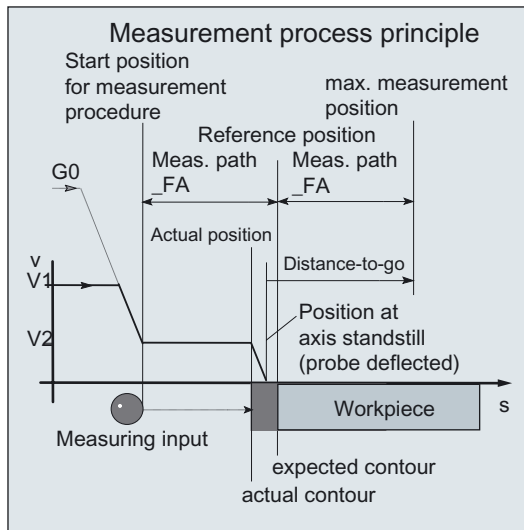 Measurement process principle
Start position
for measurement
procedure
max. measurement
position
Reference position
Meas. path
_FA
Meas. path
_FA
G0
Actual position
Distance-to-go
v
V1
V2
Position at
axis standstill
(probe deflected)
s
Workpiece
Measuring input
expected contour
actual contour